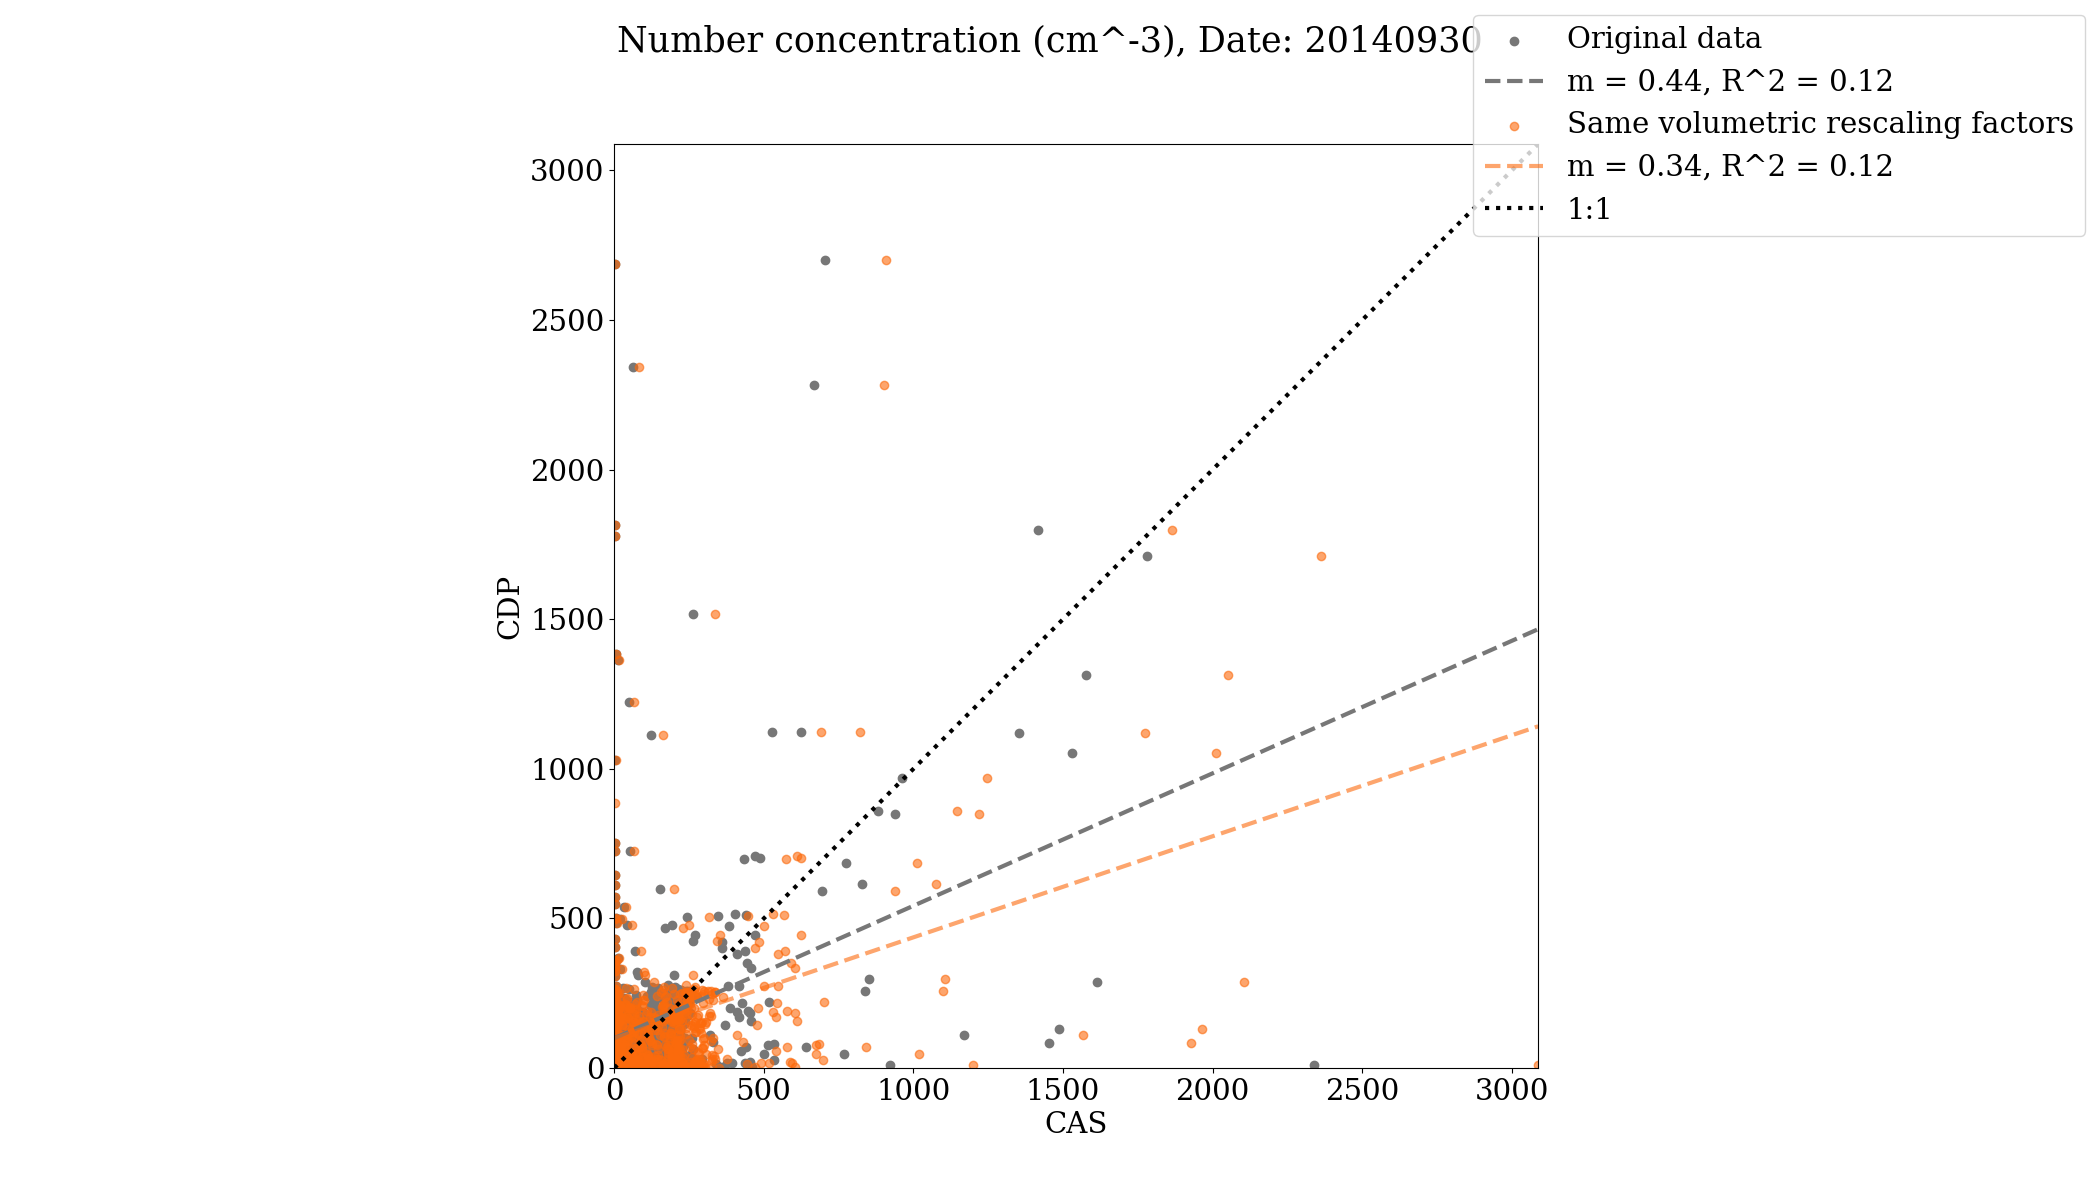 Number concentration (cm^-3), Date: 20140930
Original data
m = 0.44, R^2 = 0.12
Same volumetric rescaling factors
m = 0.34, R^2 = 0.12
1:1
3000
2500
2000
1500
1000
500
0
CDP
0 500 1000 1500 2000 2500 3000
CAS